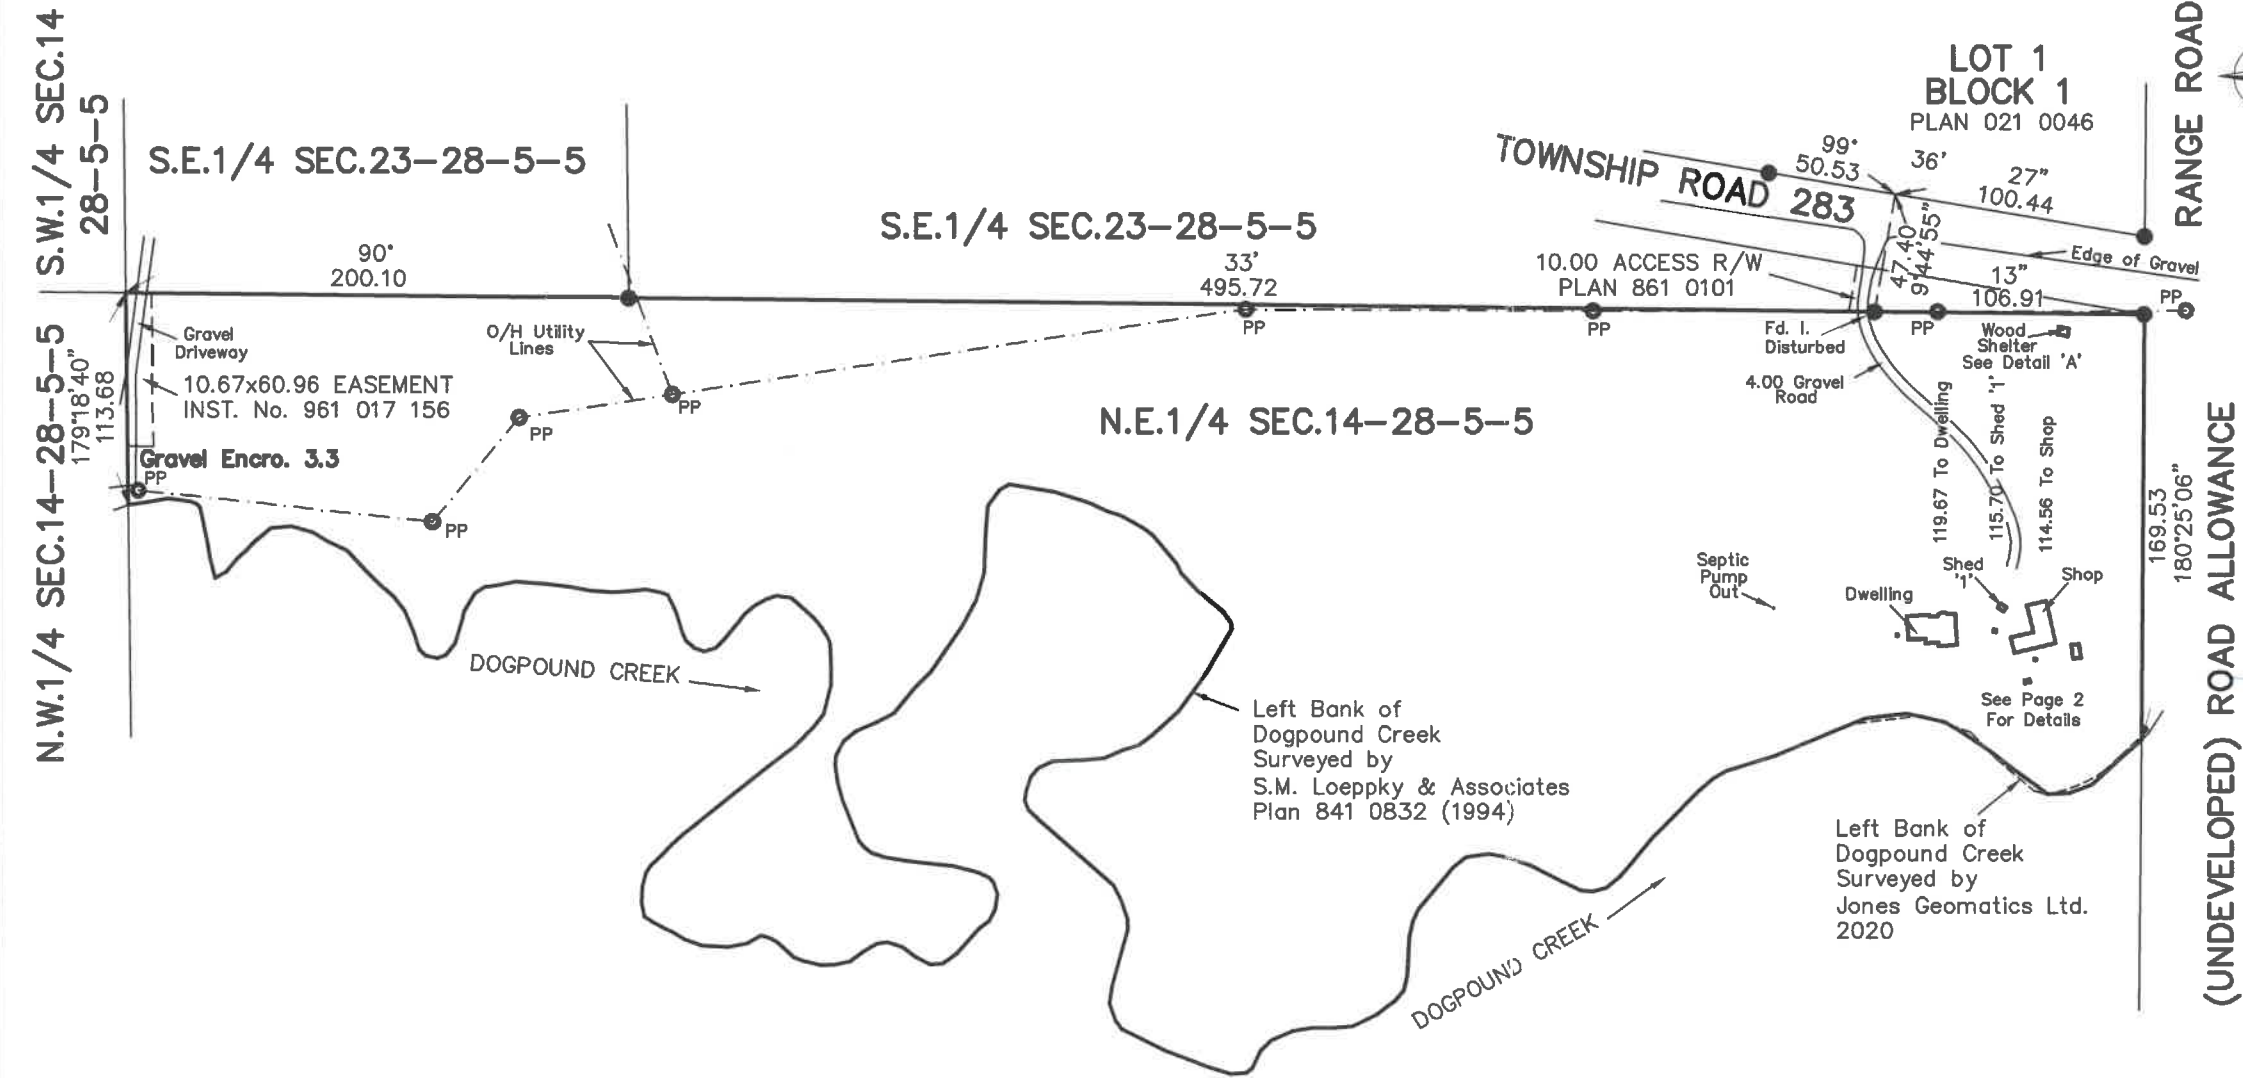 S.W.1/4 SEC.14
28-5-5
S.E.1/4 SEC.23-28-5-5
S.E.1/4 SEC.23-28-5-5
TOWNSHIP ROAD 283
LOT 1
BLOCK 1
PLAN 021 0046
RANGE ROAD
99°
50.53
36'
27"
100.44
47.40
9°44'55"
Edge of Gravel
90°
200.10
33'
495.72
10.00 ACCESS R/W
PLAN 861 0101
13"
106.91
PP
N.W.1/4 SEC.14-28-5-5
179°18'40"
113.68
Gravel
Driveway
10.67x60.96 EASEMENT
INST. No. 961 017 156
Gravel Encro. 3.3
PP
O/H Utility
Lines
PP
PP
PP
PP
PP
PP
Fd. I.
Disturbed
Wood
Shelter
See Detail 'A'
4.00 Gravel
Road
N.E.1/4 SEC.14-28-5-5
119.67 To Dwelling
115.70 To Shed '1'
114.56 To Shop
169.53
180°25'06"
(UNDEVELOPED) ROAD ALLOWANCE
Septic
Pump
Out
Dwelling
Shed
'1'
Shop
See Page 2
For Details
DOGPOUND CREEK
Left Bank of
Dogpound Creek
Surveyed by
S.M. Loeppky & Associates
Plan 841 0832 (1994)
Left Bank of
Dogpound Creek
Surveyed by
Jones Geomatics Ltd.
2020
DOGPOUND CREEK